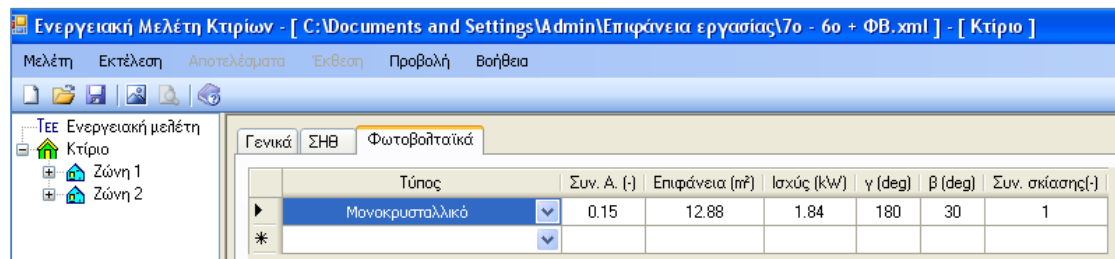 Ενεργειακή Μελέτη Κτιρίων - [ C:\Documents and Settings\Admin\Επιφάνεια εργασίας\7ο - 6ο + ΦΒ.xml ] - [ Κτίριο ]
Μελέτη Εκτέλεση Αποτελέσματα Έκθεση Προβολή Βοήθεια
ΤΕΕ Ενεργειακή μελέτη
Κτίριο
Ζώνη 1
Ζώνη 2
Γενικά ΣΗΘ Φωτοβολταϊκά
Τύπος Συν. Α. (-) Επιφάνεια (m²) Ισχύς (kW) γ (deg) β (deg) Συν. σκίασης(-)
Μονοκρυσταλλικό 0.15 12.88 1.84 180 30 1